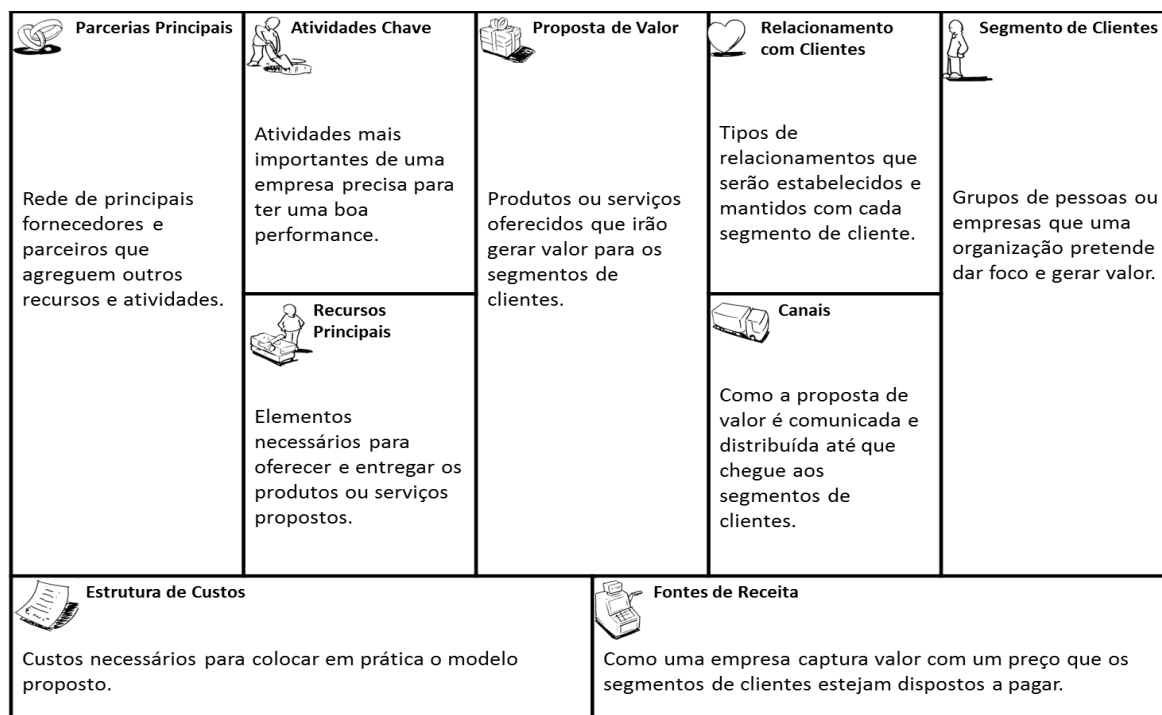 Parcerias Principais
Rede de principais
fornecedores e
parceiros que
agreguem outros
recursos e atividades.
Atividades Chave
Atividades mais
importantes de uma
empresa precisa para
ter uma boa
performance.
Recursos
Principais
Elementos
necessários para
oferecer e entregar os
produtos ou serviços
propostos.
Proposta de Valor
Produtos ou serviços
oferecidos que irão
gerar valor para os
segmentos de
clientes.
Relacionamento
com Clientes
Tipos de
relacionamentos que
serão estabelecidos e
mantidos com cada
segmento de cliente.
Canais
Como a proposta de
valor é comunicada e
distribuída até que
chegue aos
segmentos de
clientes.
Segmento de Clientes
Grupos de pessoas ou
empresas que uma
organização pretende
dar foco e gerar valor.
Estrutura de Custos
Custos necessários para colocar em prática o modelo
proposto.
Fontes de Receita
Como uma empresa captura valor com um preço que os
segmentos de clientes estejam dispostos a pagar.